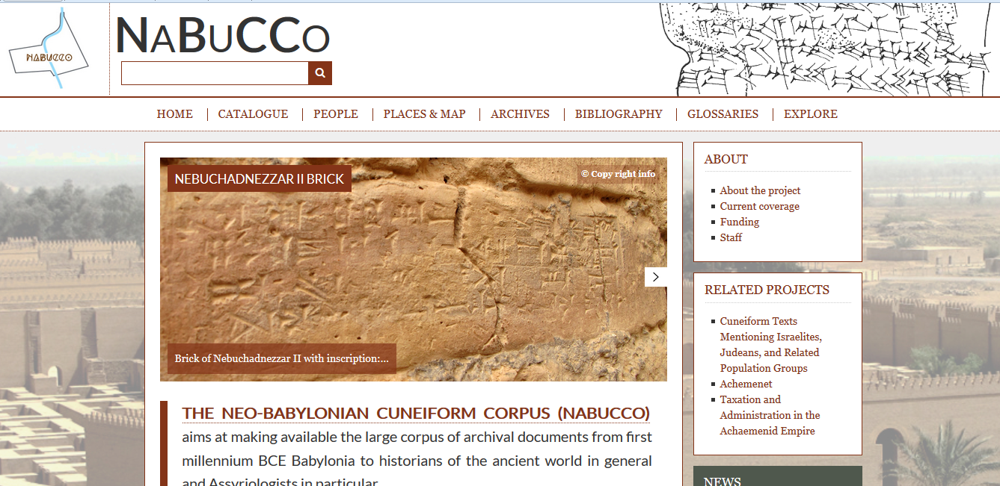 NABUCCO
NaBuCCo
HOME
CATALOGUE
PEOPLE
PLACES & MAP
ARCHIVES
BIBLIOGRAPHY
GLOSSARIES
EXPLORE
NEBUCHADNEZZAR II BRICK
© Copy right info
Brick of Nebuchadnezzar II with inscription:...
THE NEO-BABYLONIAN CUNEIFORM CORPUS (NABUCCO)
aims at making available the large corpus of archival documents from first
millennium BCE Babylonia to historians of the ancient world in general
and Assyriologists in particular.
ABOUT
About the project
Current coverage
Funding
Staff
RELATED PROJECTS
Cuneiform Texts
Mentioning Israelites,
Judeans, and Related
Population Groups
Achemenet
Taxation and
Administration in the
Achaemenid Empire
NEWS